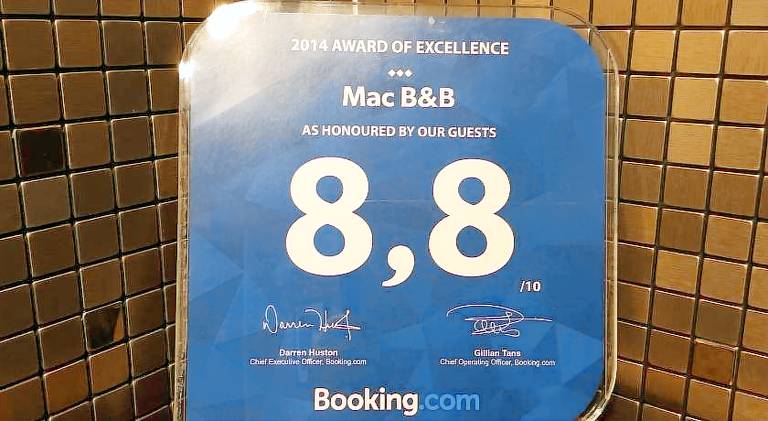 2014 AWARD OF EXCELLENCE
Mac B&B
AS HONOURED BY OUR GUESTS
8,8
/10
Darren Huston
Gillian Tans
Chief Executive Officer, Booking.com
Chief Operating Officer, Booking.com
Booking.com